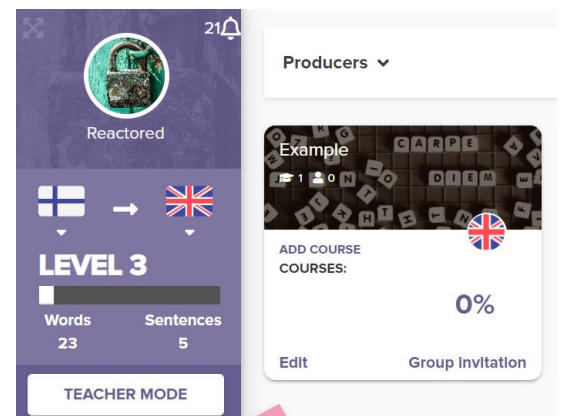 21
Reactored
LEVEL 3
Words Sentences
23 5
TEACHER MODE
Producers
Example
1 0
CARPE
DIEM
ADD COURSE
COURSES:
0%
Edit Group Invitation